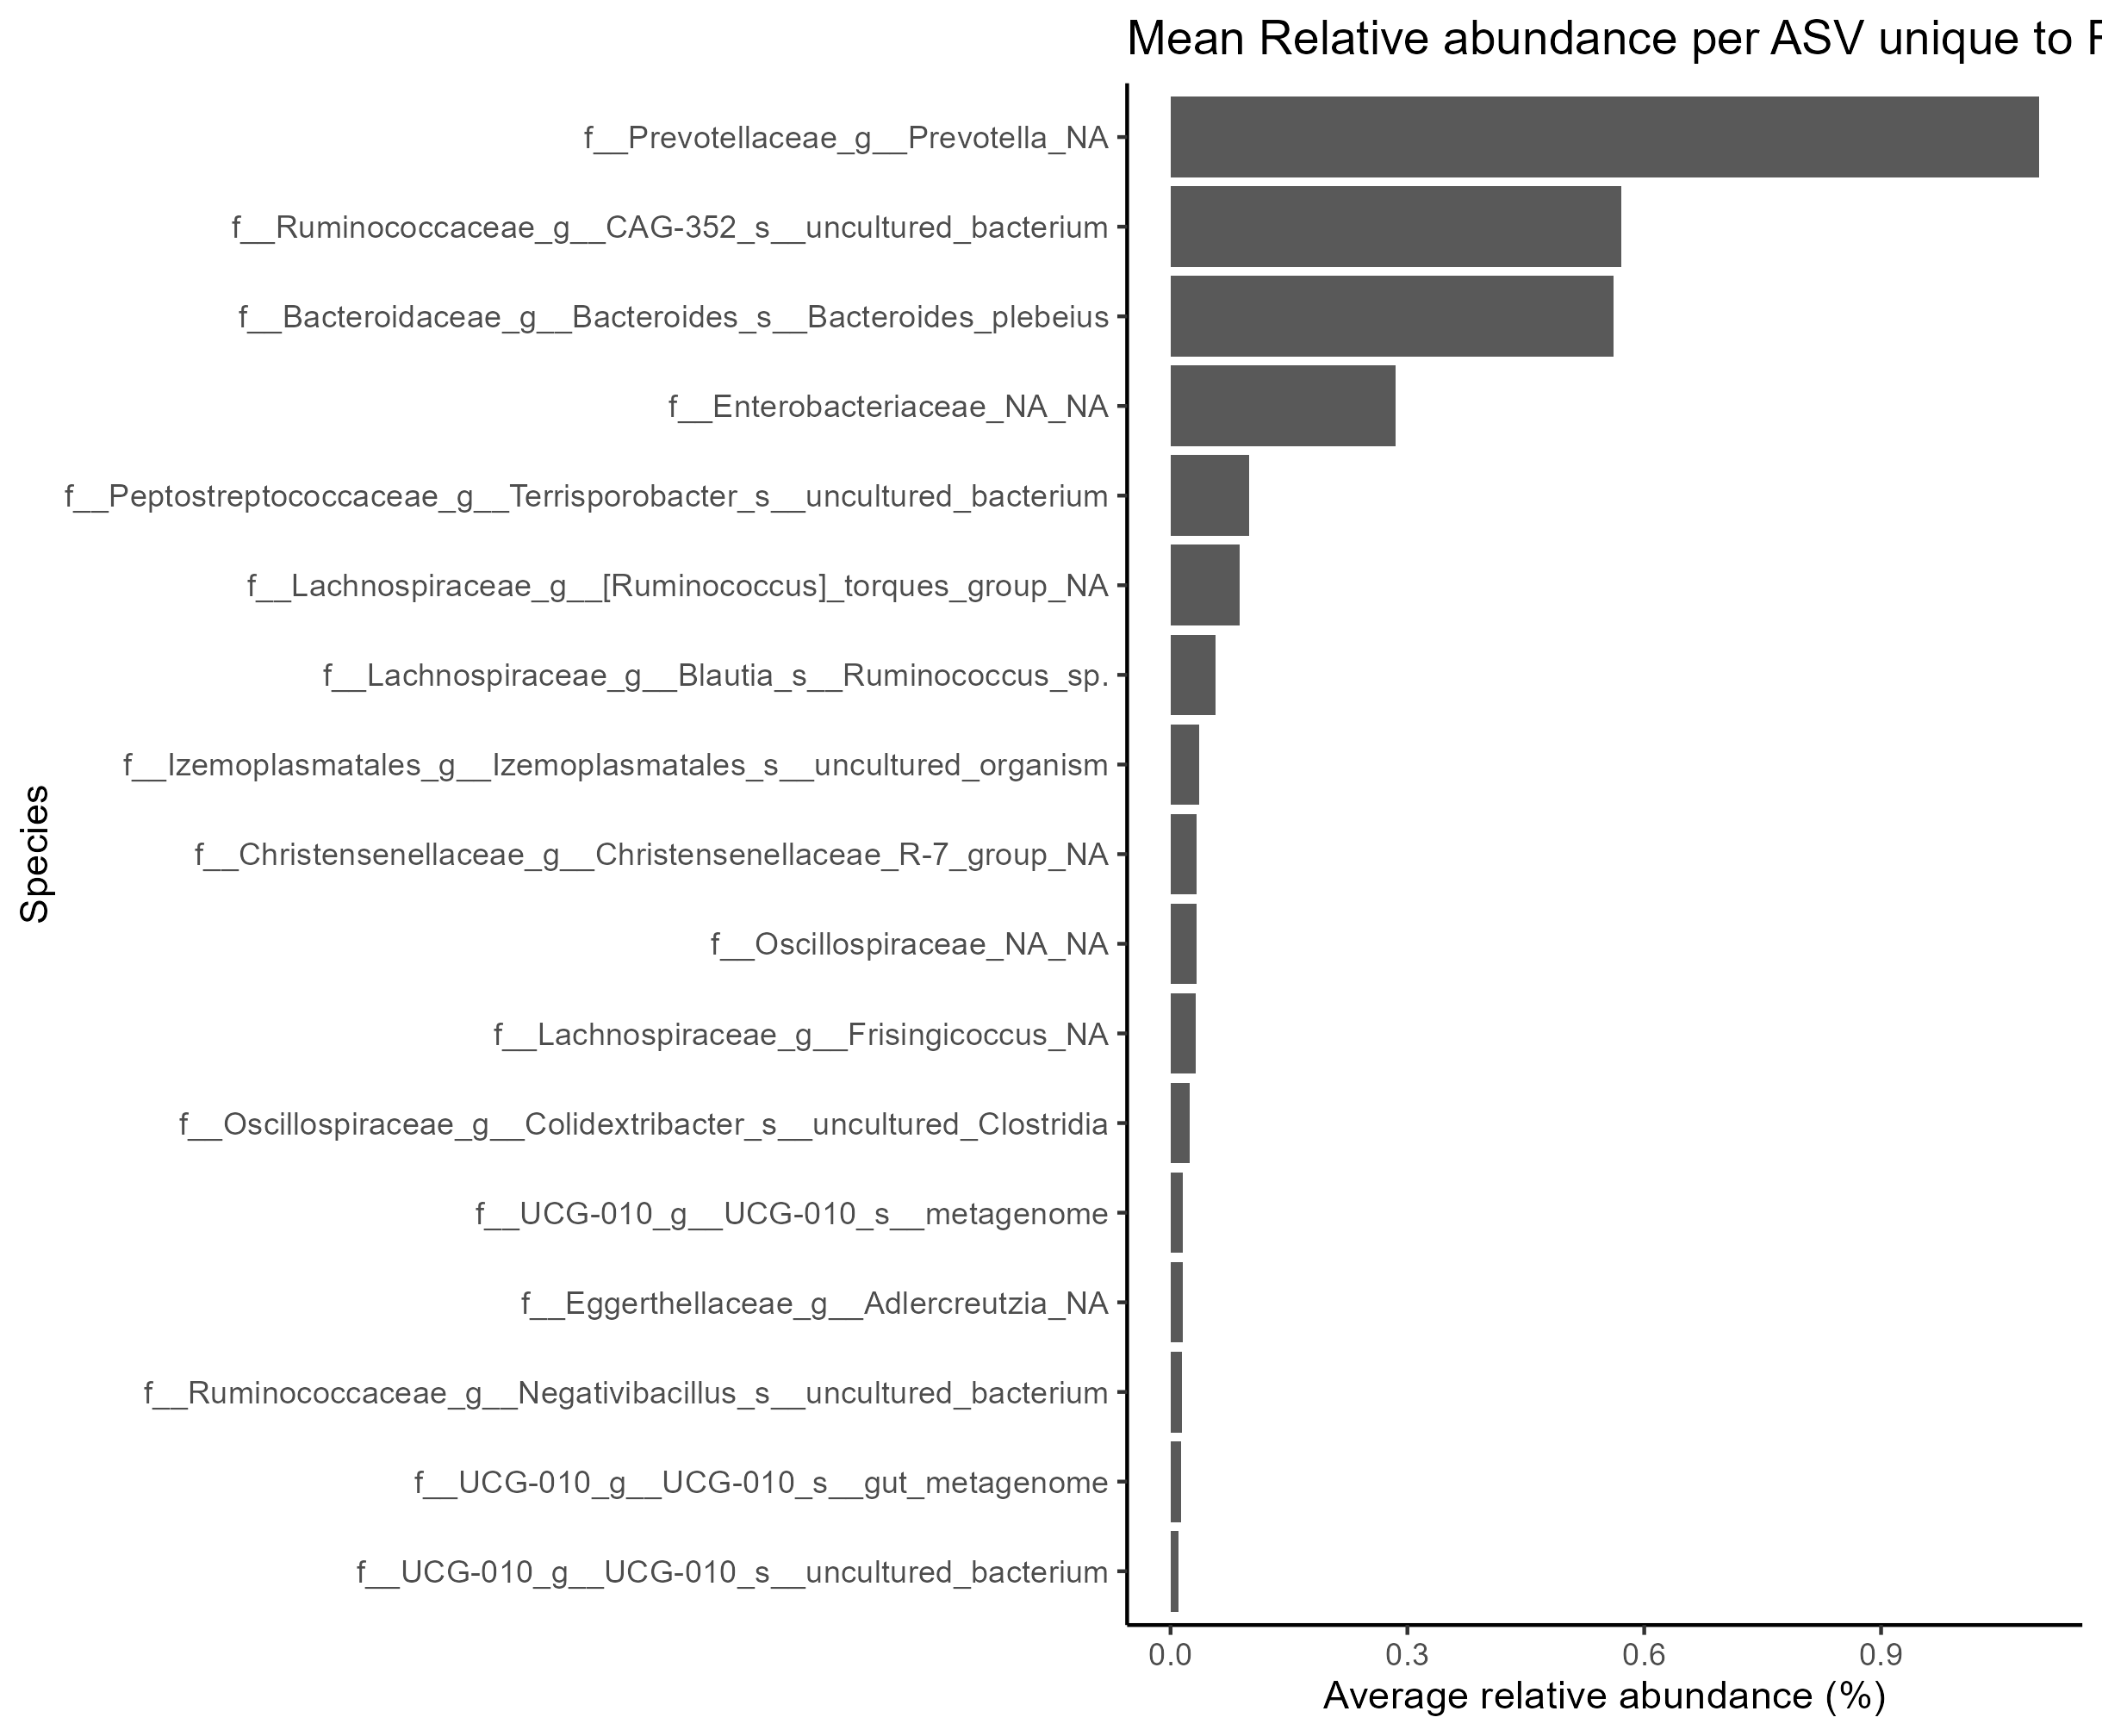 Mean Relative abundance per ASV unique to
f__Prevotellaceae_g__Prevotella_NA
f__Ruminococcaceae_g__CAG-352_s__uncultured_bacterium
f__Bacteroidaceae_g__Bacteroides_s__Bacteroides_plebeius
f__Enterobacteriaceae_NA_NA
f__Peptostreptococcaceae_g__Terrisporobacter_s__uncultured_bacterium
f__Lachnospiraceae_g__[Ruminococcus]_torques_group_NA
f__Lachnospiraceae_g__Blautia_s__Ruminococcus_sp.
f__Izemoplasmatales_g__Izemoplasmatales_s__uncultured_organism
f__Christensenellaceae_g__Christensenellaceae_R-7_group_NA
f__Oscillospiraceae_NA_NA
f__Lachnospiraceae_g__Frisingicoccus_NA
f__Oscillospiraceae_g__Colidextribacter_s__uncultured_Clostridia
f__UCG-010_g__UCG-010_s__metagenome
f__Eggerthellaceae_g__Adlercreutzia_NA
f__Ruminococcaceae_g__Negativibacillus_s__uncultured_bacterium
f__UCG-010_g__UCG-010_s__gut_metagenome
f__UCG-010_g__UCG-010_s__uncultured_bacterium
Species
0.0 0.3 0.6 0.9
Average relative abundance (%)